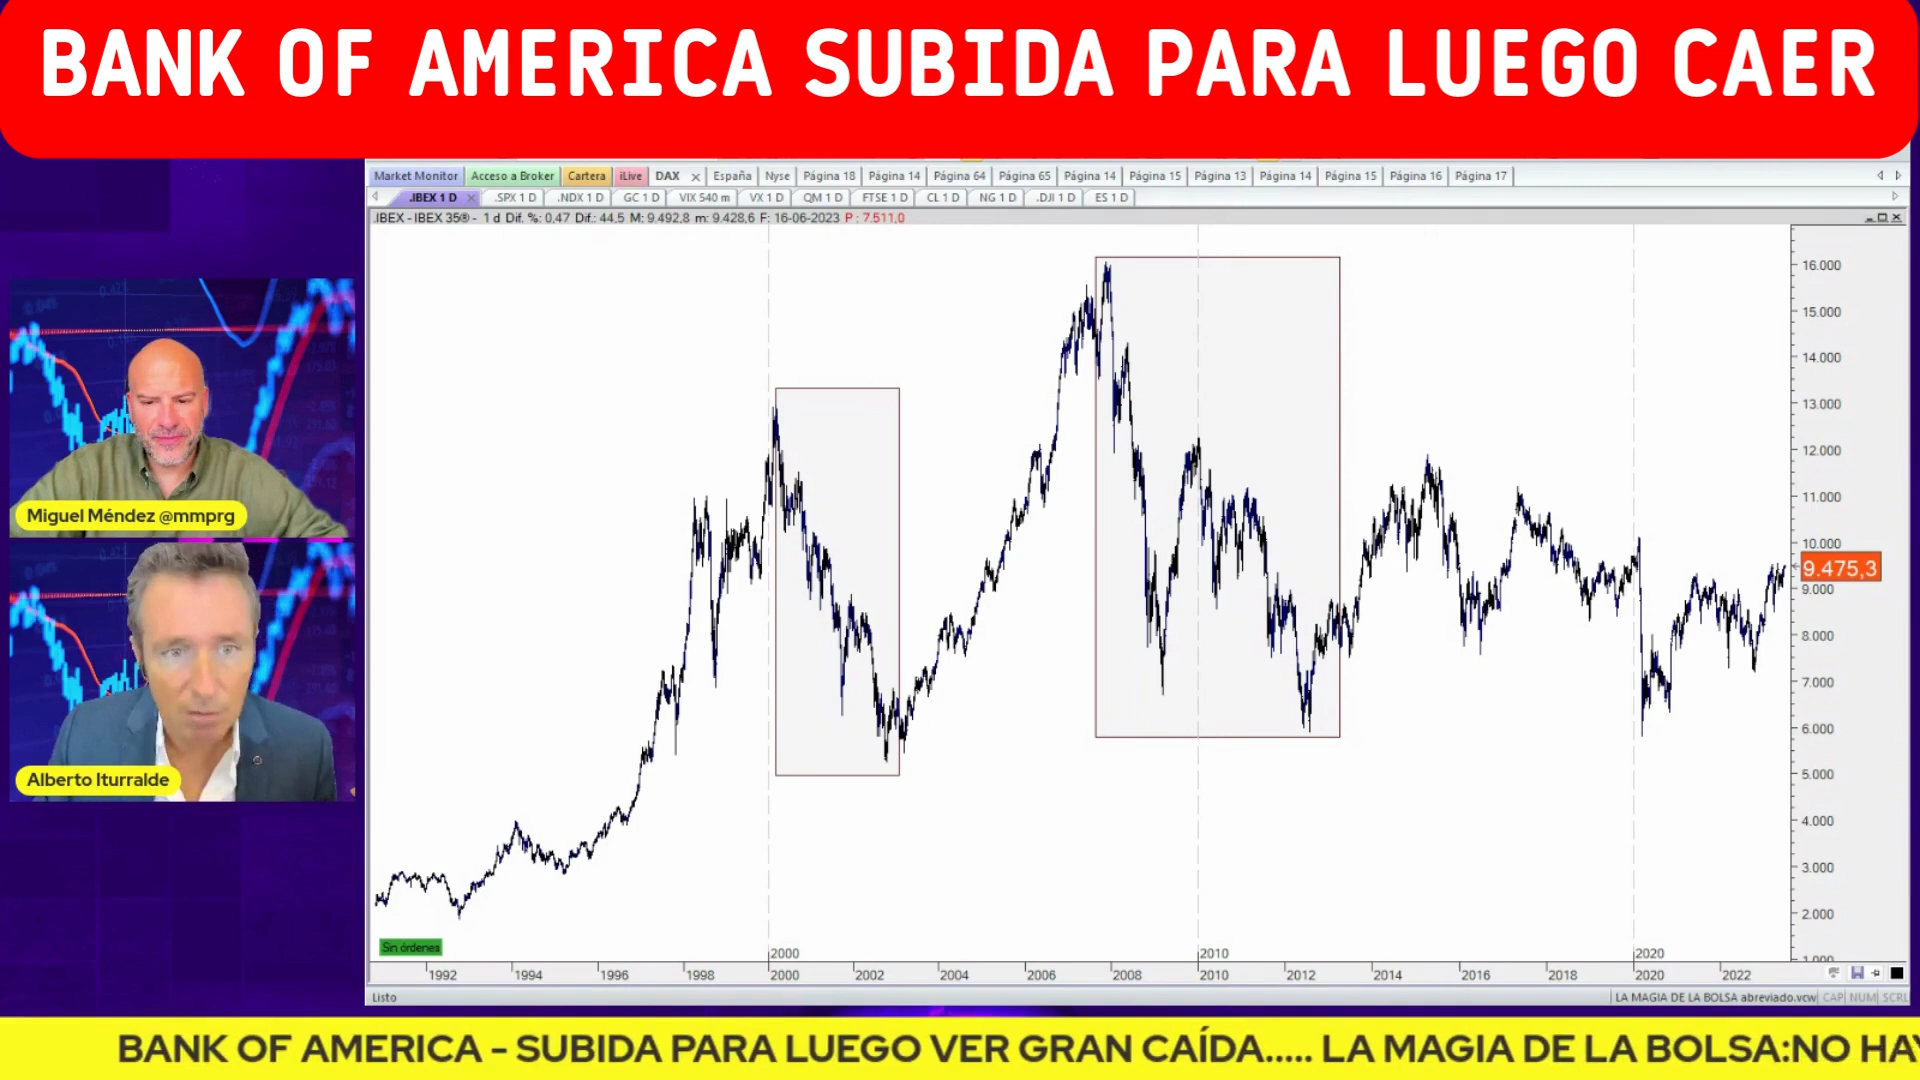 BANK OF AMERICA SUBIDA PARA LUEGO CAER
Market Monitor Acceso a Broker Cartera iLive DAX España Nyse Página 18 Página 14 Página 64 Página 65 Página 14 Página 15 Página 13 Página 14 Página 15 Página 16 Página 17
.IBEX 1 D .SPX 1 D .NDX 1 D GC 1 D VIX 540 m VX 1 D QM 1 D FTSE 1 D CL 1 D NG 1 D .DJI 1 D ES 1 D
.IBEX - IBEX 35® - 1 d Dif. %: 0,47 Dif.: 44,5 M: 9.492,8 m: 9.428,6 F: 16-06-2023 P : 7.511,0
16.000
15.000
14.000
13.000
12.000
11.000
10.000
9.475,3
9.000
8.000
7.000
6.000
5.000
4.000
3.000
2.000
1.000
Miguel Méndez @mmprg
Alberto Iturralde
Sin órdenes
2000 2010 2020
1992 1994 1996 1998 2000 2002 2004 2006 2008 2010 2012 2014 2016 2018 2020 2022
Listo
LA MAGIA DE LA BOLSA abreviado.vcw CAP NUM SCRL
BANK OF AMERICA - SUBIDA PARA LUEGO VER GRAN CAÍDA..... LA MAGIA DE LA BOLSA:NO HAY